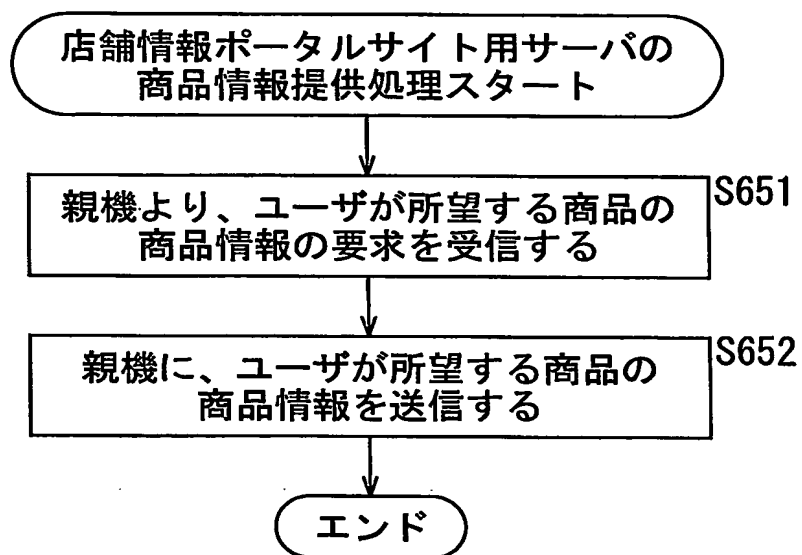 店舗情報ポータルサイト用サーバの
商品情報提供処理スタート
親機より、ユーザが所望する商品の
商品情報の要求を受信する
S651
親機に、ユーザが所望する商品の
商品情報を送信する
S652
エンド